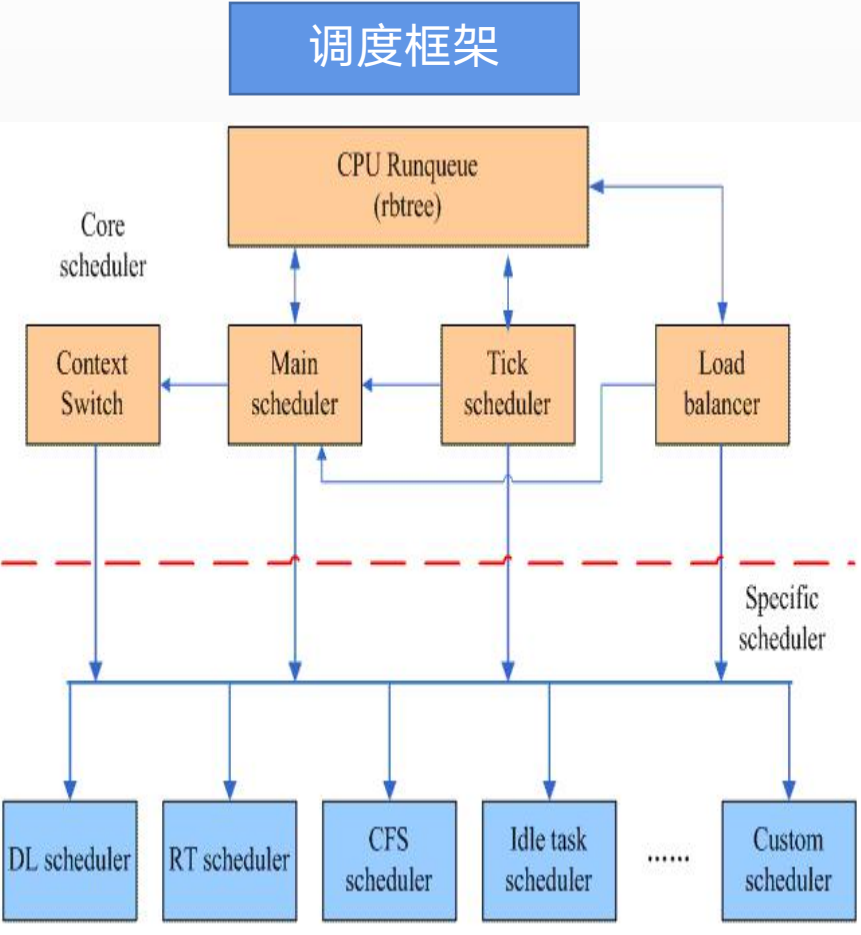 调度框架
CPU Runqueue
(rbtree)
Core
scheduler
Context
Switch
Main
scheduler
Tick
scheduler
Load
balancer
Specific
scheduler
DL scheduler
RT scheduler
CFS
scheduler
Idle task
scheduler
......
Custom
scheduler